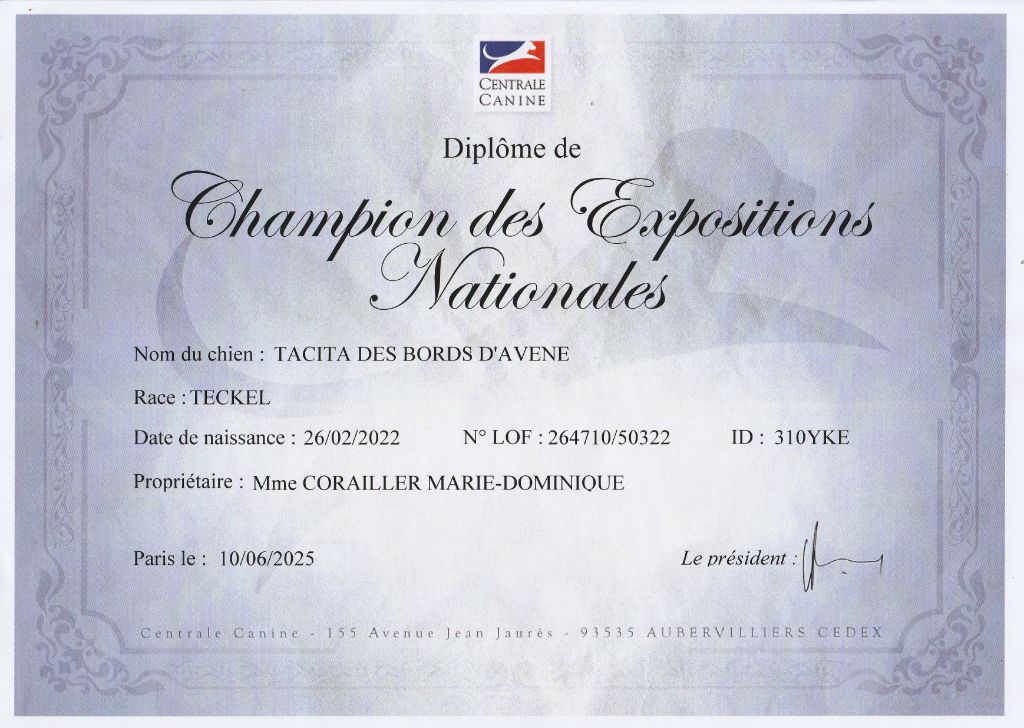 CENTRALE
CANINE
Diplôme de
Champion des Expositions
Nationales
Nom du chien : TACITA DES BORDS D'AVENE
Race : TECKEL
Date de naissance : 26/02/2022 N° LOF : 264710/50322 ID : 310YKE
Propriétaire : Mme CORAILLER MARIE-DOMINIQUE
Paris le : 10/06/2025 Le président :
Centrale Canine - 155 Avenue Jean Jaurès - 93535 AUBERVILLIERS CEDEX